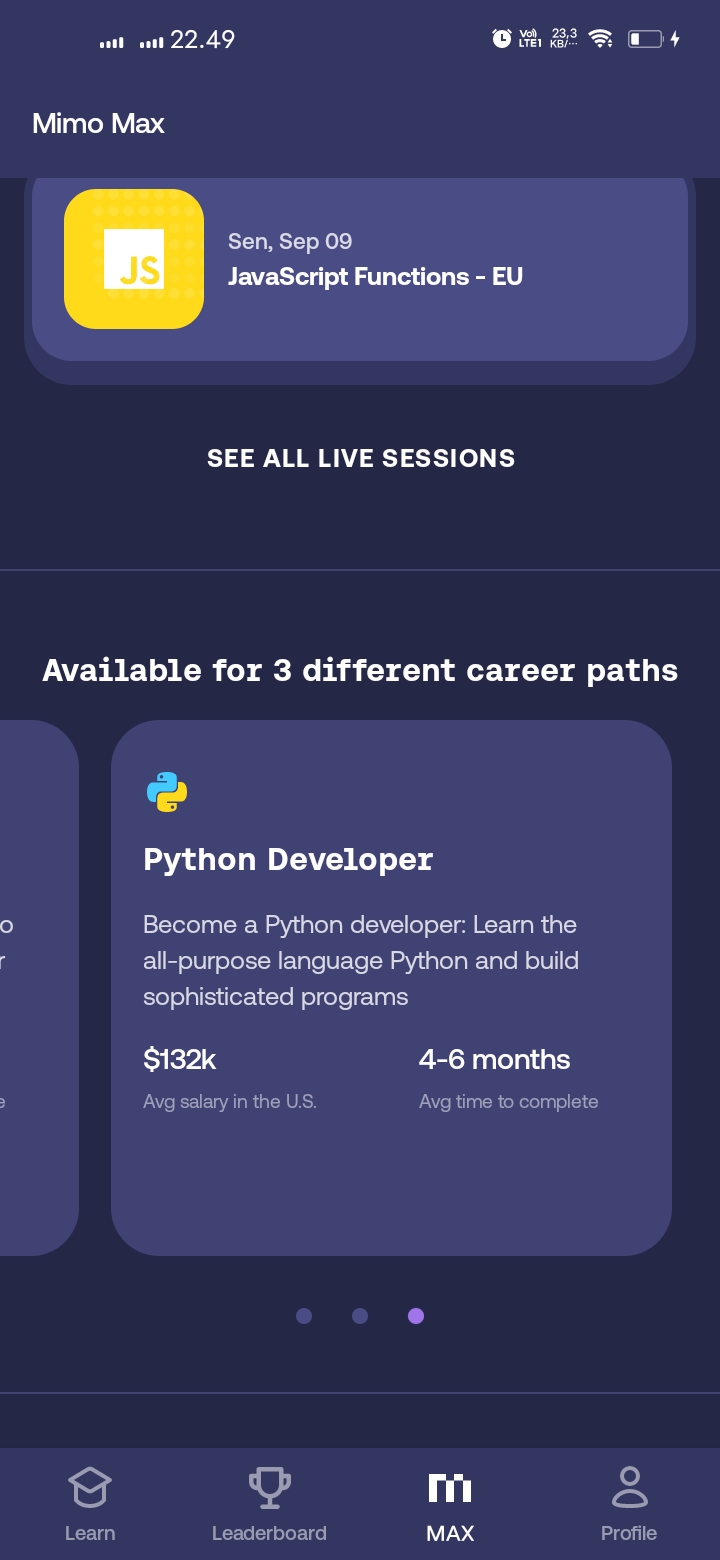 22.49
Vo))
LTE1
23,3
KB/...
Mimo Max
JS
Sen, Sep 09
JavaScript Functions - EU
SEE ALL LIVE SESSIONS
Available for 3 different career paths
Python Developer
o
Become a Python developer: Learn the
r
all-purpose language Python and build
sophisticated programs
$132k
4-6 months
e
Avg salary in the U.S.
Avg time to complete
Learn
Leaderboard
MAX
Profile